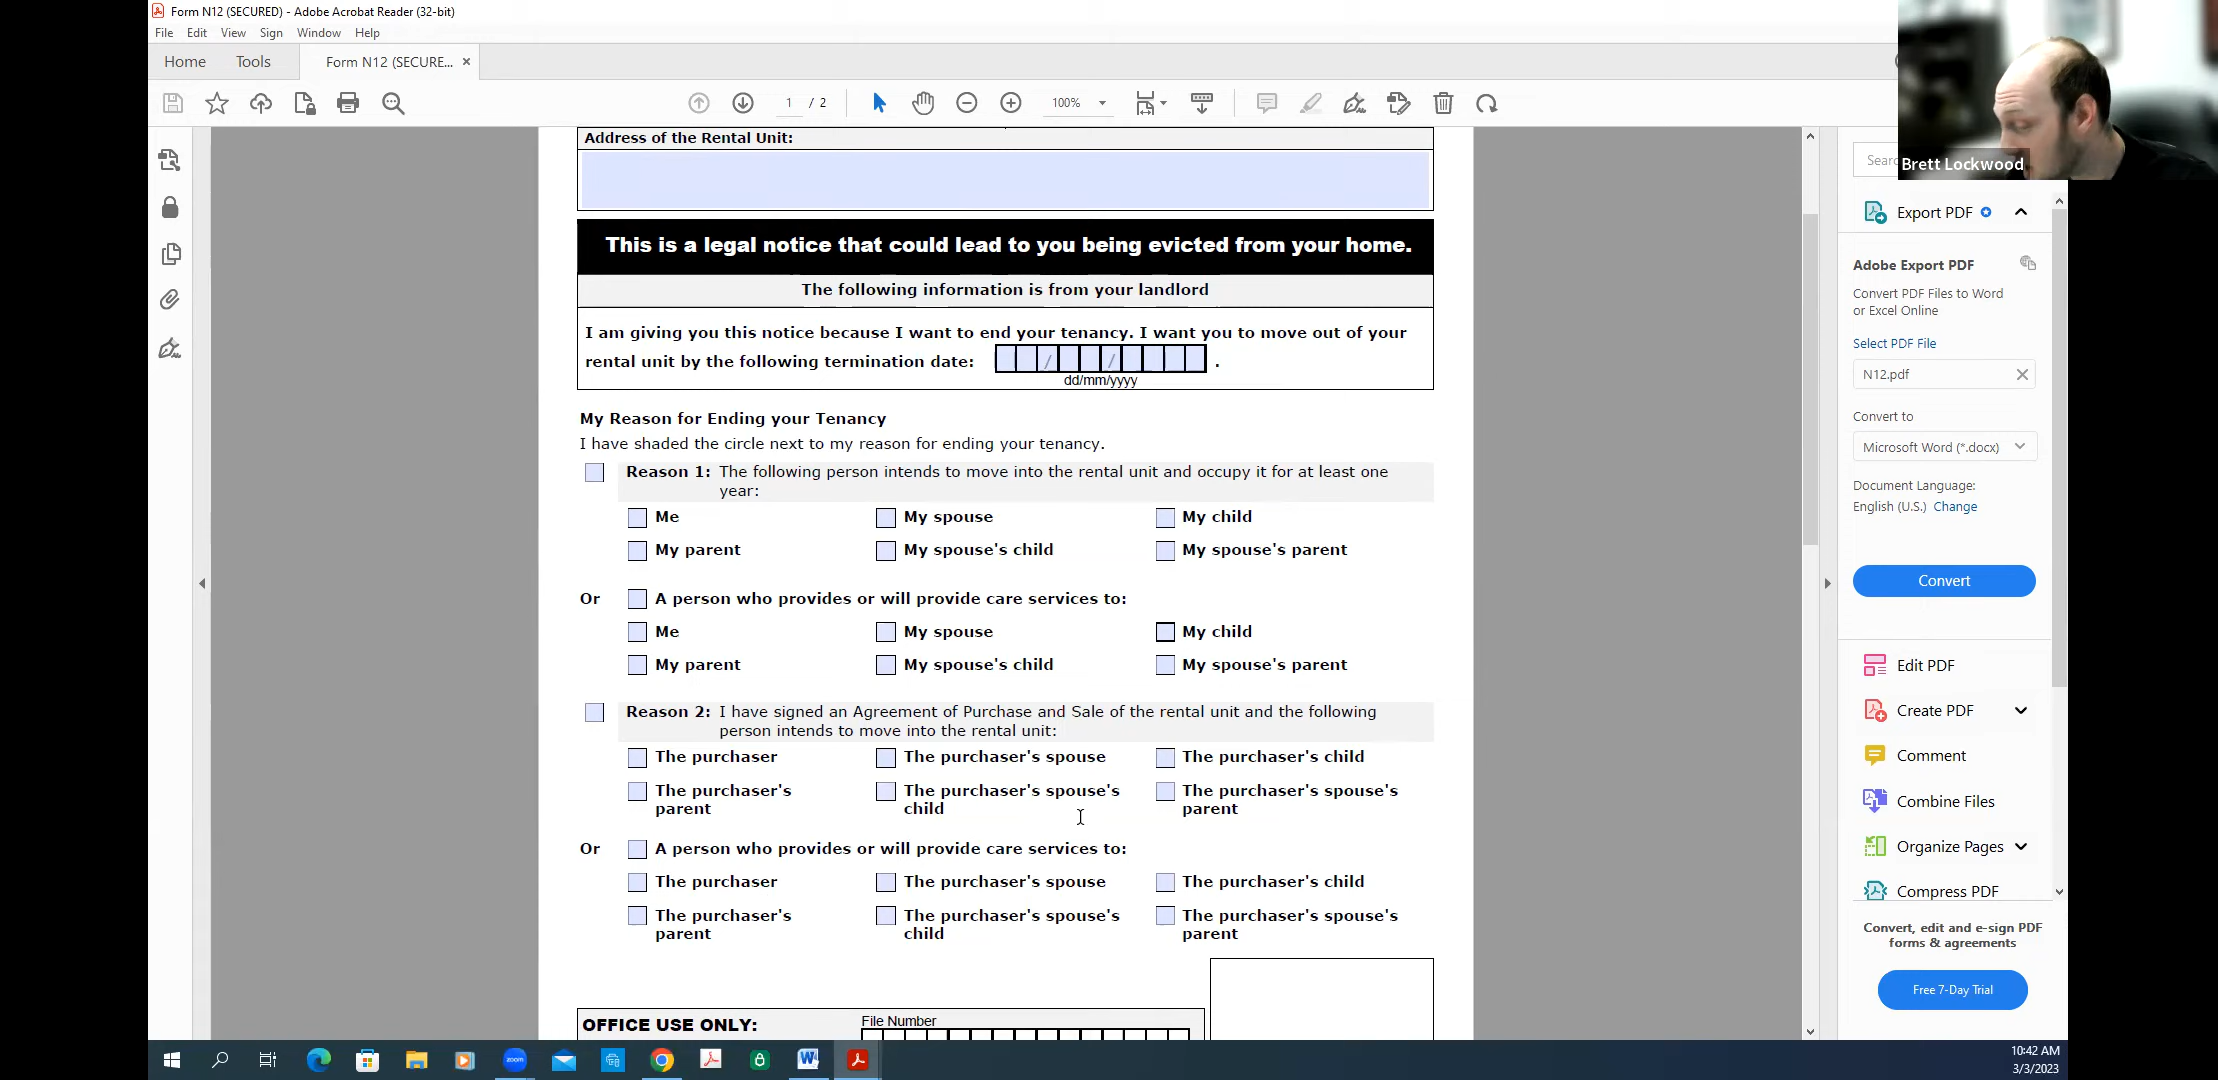 Form N12 (SECURED) - Adobe Acrobat Reader (32-bit)
File Edit View Sign Window Help
Home Tools Form N12 (SECURE... ×
1 / 2 100%
Address of the Rental Unit:
This is a legal notice that could lead to you being evicted from your home.
The following information is from your landlord
I am giving you this notice because I want to end your tenancy. I want you to move out of your
rental unit by the following termination date: / / .
dd/mm/yyyy
My Reason for Ending your Tenancy
I have shaded the circle next to my reason for ending your tenancy.
Reason 1: The following person intends to move into the rental unit and occupy it for at least one
year:
Me My spouse My child
My parent My spouse's child My spouse's parent
Or A person who provides or will provide care services to:
Me My spouse My child
My parent My spouse's child My spouse's parent
Reason 2: I have signed an Agreement of Purchase and Sale of the rental unit and the following
person intends to move into the rental unit:
The purchaser The purchaser's spouse The purchaser's child
The purchaser's The purchaser's spouse's The purchaser's spouse's
parent child parent
Or A person who provides or will provide care services to:
The purchaser The purchaser's spouse The purchaser's child
The purchaser's The purchaser's spouse's The purchaser's spouse's
parent child parent
OFFICE USE ONLY: File Number
Brett Lockwood
Export PDF
Adobe Export PDF
Convert PDF Files to Word
or Excel Online
Select PDF File
N12.pdf
Convert to
Microsoft Word (*.docx)
Document Language:
English (U.S.) Change
Convert
Edit PDF
Create PDF
Comment
Combine Files
Organize Pages
Compress PDF
Convert, edit and e-sign PDF
forms & agreements
Free 7-Day Trial
zoom
W
10:42 AM
3/3/2023